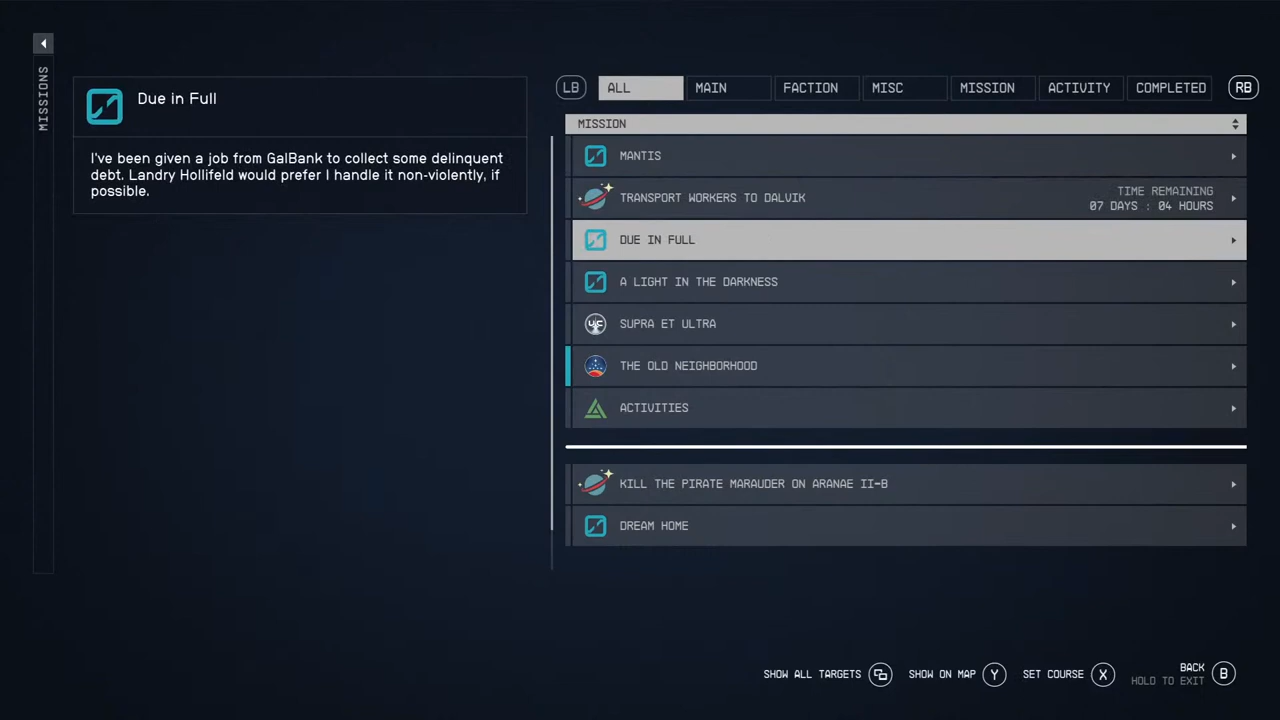 MISSIONS
Due in Full
I've been given a job from GalBank to collect some delinquent
debt. Landry Hollifeld would prefer I handle it non-violently, if
possible.
LB ALL MAIN FACTION MISC MISSION ACTIVITY COMPLETED RB
MISSION
MANTIS
TRANSPORT WORKERS TO DALVIK
TIME REMAINING
07 DAYS : 04 HOURS
DUE IN FULL
A LIGHT IN THE DARKNESS
UC SUPRA ET ULTRA
THE OLD NEIGHBORHOOD
ACTIVITIES
KILL THE PIRATE MARAUDER ON ARANAE II-B
DREAM HOME
SHOW ALL TARGETS SHOW ON MAP Y SET COURSE X BACK B
HOLD TO EXIT